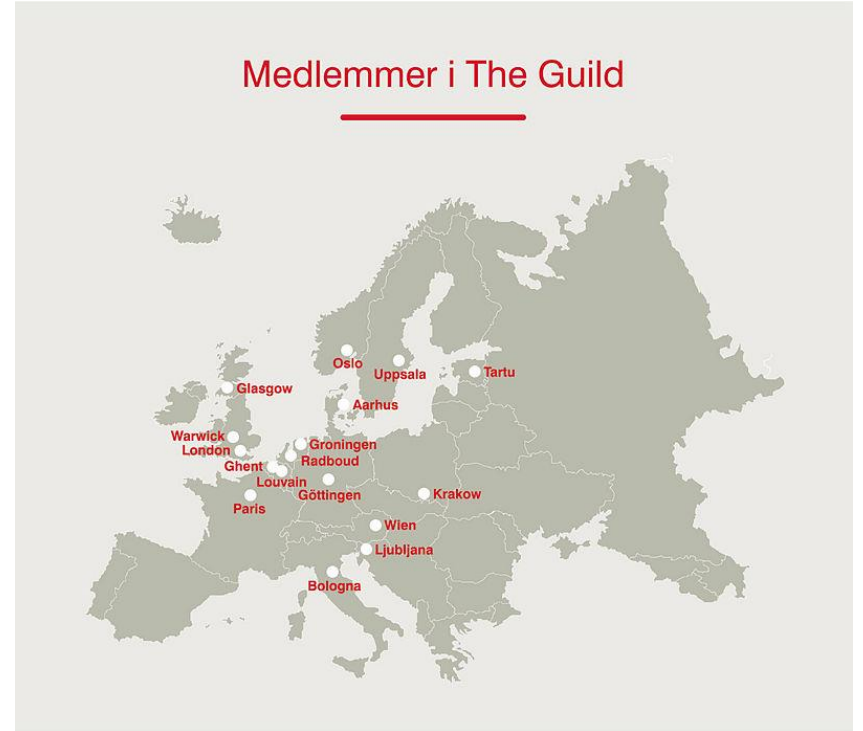 Medlemmer i The Guild
Oslo
Uppsala
Tartu
Glasgow
Aarhus
Warwick
London
Groningen
Radboud
Ghent
Louvain
Göttingen
Paris
Krakow
Wien
Ljubljana
Bologna